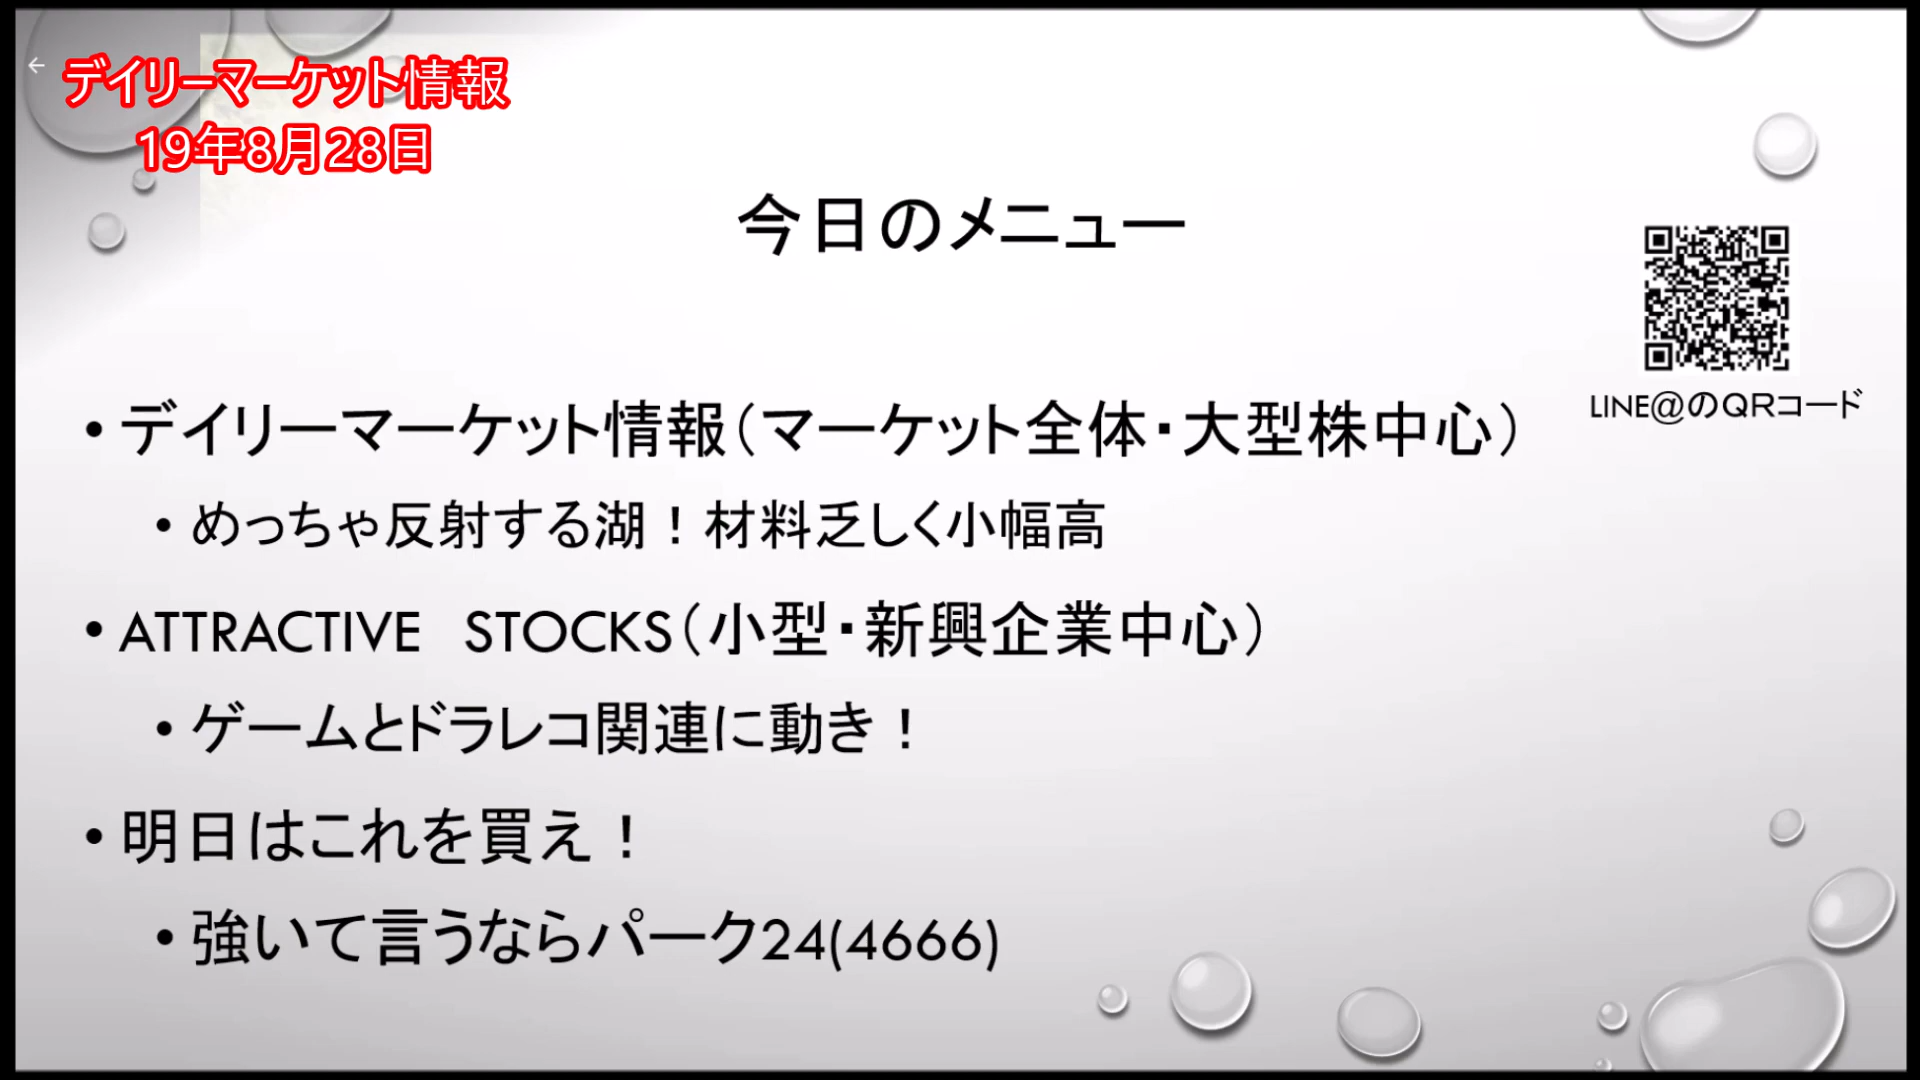 デイリーマーケット情報
19年8月28日
今日のメニュー
LINE@のQRコード
• デイリーマーケット情報（マーケット全体・大型株中心）
• めっちゃ反射する湖！材料乏しく小幅高
• ATTRACTIVE　STOCKS（小型・新興企業中心）
• ゲームとドラレコ関連に動き！
• 明日はこれを買え！
• 強いて言うならパーク24(4666)